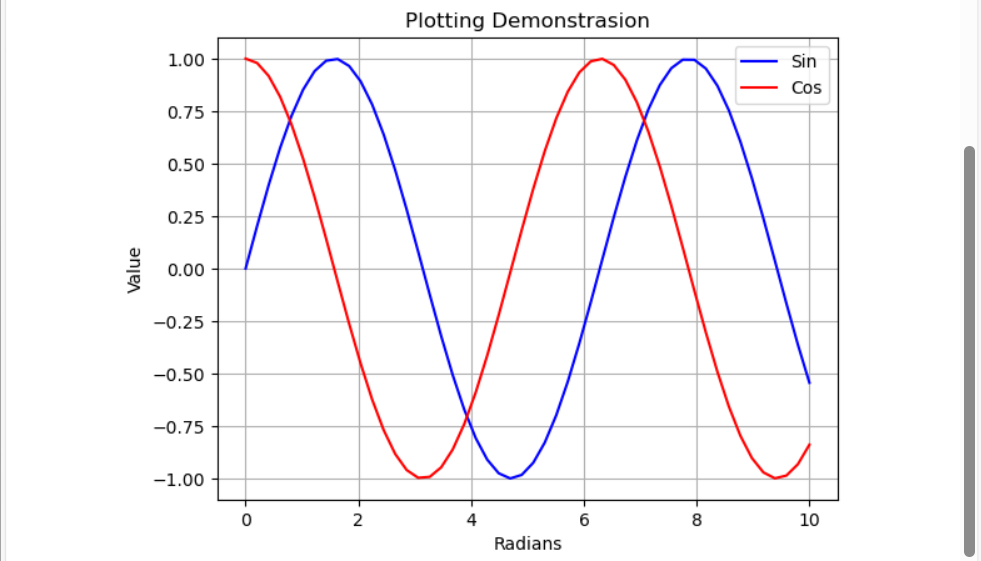 Plotting Demonstrasion
Sin
Cos
1.00
0.75
0.50
0.25
0.00
−0.25
−0.50
−0.75
−1.00
Value
0 2 4 6 8 10
Radians